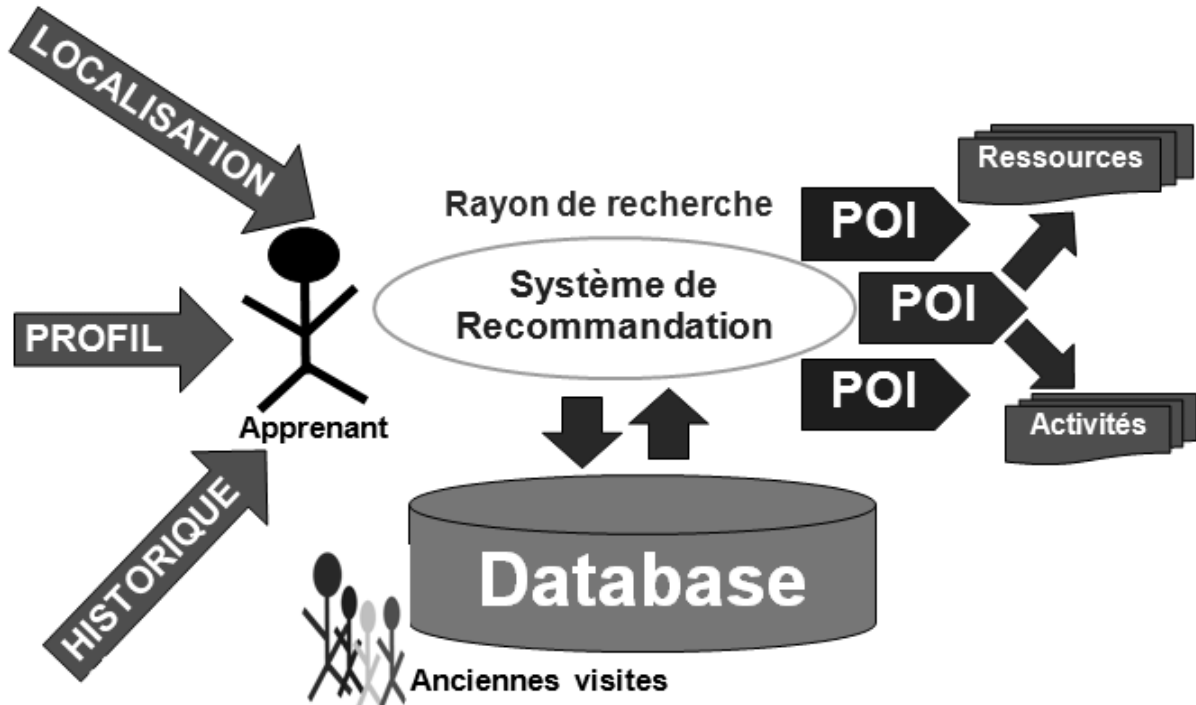 LOCALISATION
PROFIL
HISTORIQUE
Apprenant
Rayon de recherche
Système de
Recommandation
POI
POI
POI
Ressources
Activités
Database
Anciennes visites